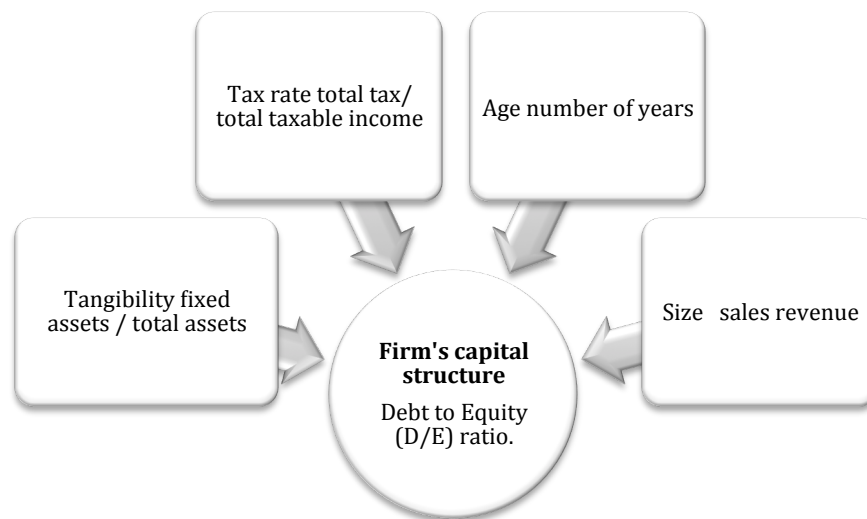 Tax rate total tax/
total taxable income
Age number of years
Tangibility fixed
assets / total assets
Size   sales revenue
Firm's capital
structure
Debt to Equity
(D/E) ratio.